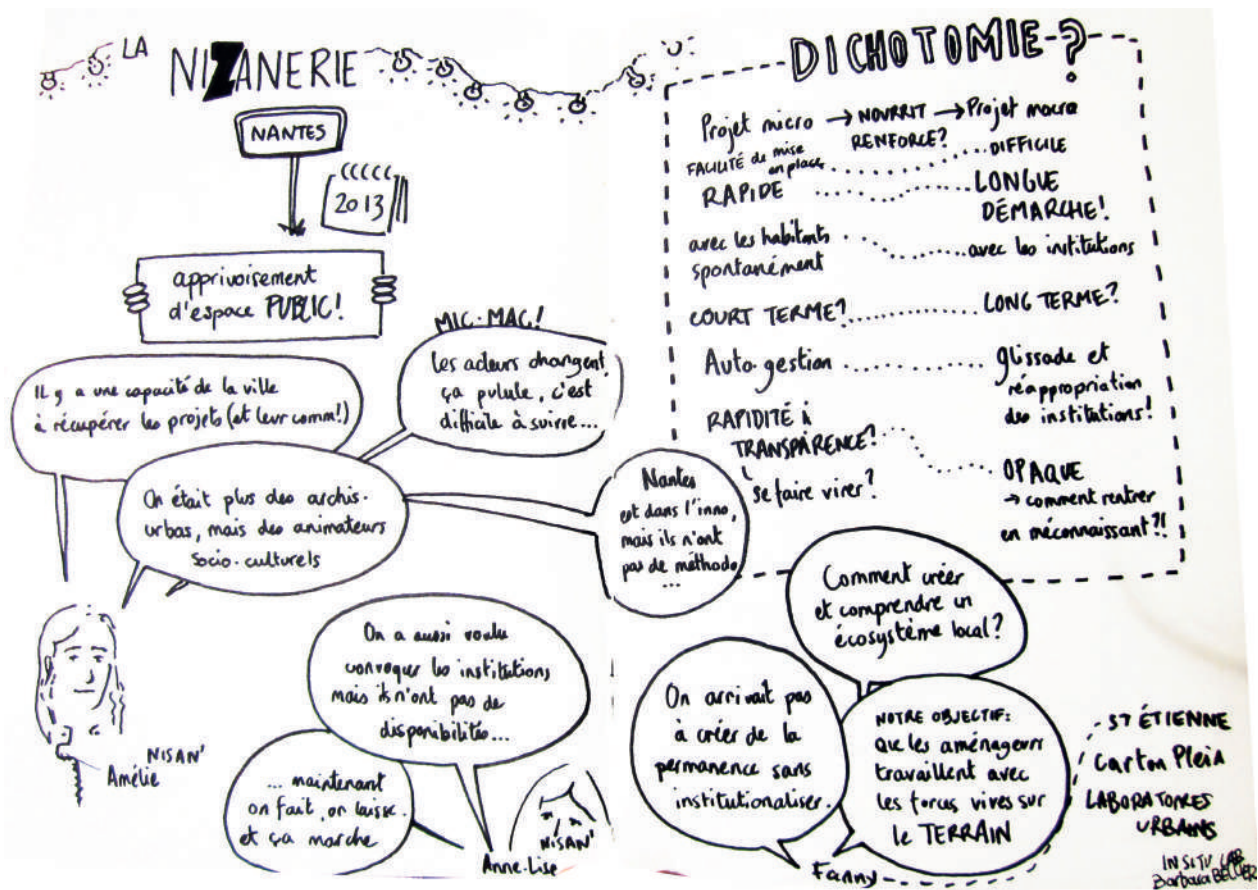 LA
NIZANERIE
NANTES
2013
apprivoisement
d'espace PUBLIC!
Il y a une capacité de la ville
à récupérer les projets (et leur comm!)
MIC-MAC!
les acteurs changent,
ça pulule, c'est
difficile à suivre...
On était plus des archis-
urbas, mais des animateurs
socio-culturels
Nantes
est dans l'inno,
mais ils n'ont
pas de méthodo
...
Amélie NISAN'
On a aussi voulu
convoquer les institutions
mais ils n'ont pas de
disponibilités...
... maintenant
on fait, on laisse.
et ça marche
NISAN'
Anne-Lise
DICHOTOMIE?
Projet micro → NOURRIT → Projet macro
RENFORCE?
FACILITÉ de mise
en place ...... DIFFICILE
RAPIDE ...... LONGUE
DÉMARCHE!
avec les habitants
spontanément ...... avec les institutions
COURT TERME? ...... LONG TERME?
Auto-gestion ...... glissade et
réappropriation
des institutions!
RAPIDITÉ à
TRANSPARENCE?
se faire virer?
OPAQUE
→ comment rentrer
en méconnaissant?!
Comment créer
et comprendre un
écosystème local?
On arrivait pas
à créer de la
permanence sans
institutionaliser.
NOTRE OBJECTIF:
que les aménageurs
travaillent avec
les forces vives sur
le TERRAIN
Fanny
ST ÉTIENNE
Carton Plein
LABORATOIRES
URBAINS
IN SITU LAB
Barbara